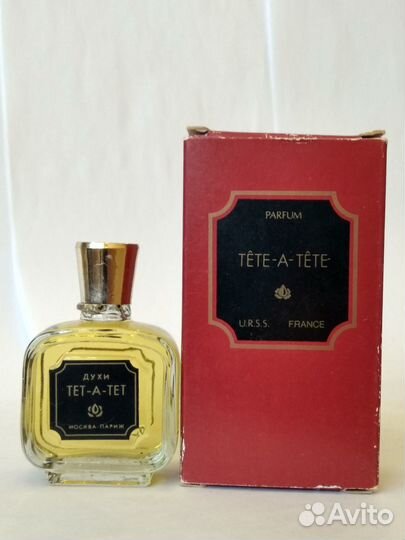 PARFUM
TÊTE-A-TÊTE
U.R.S.S. FRANCE
ДУХИ
ТЕТ-А-ТЕТ
МОСКВА-ПАРИЖ
Avito